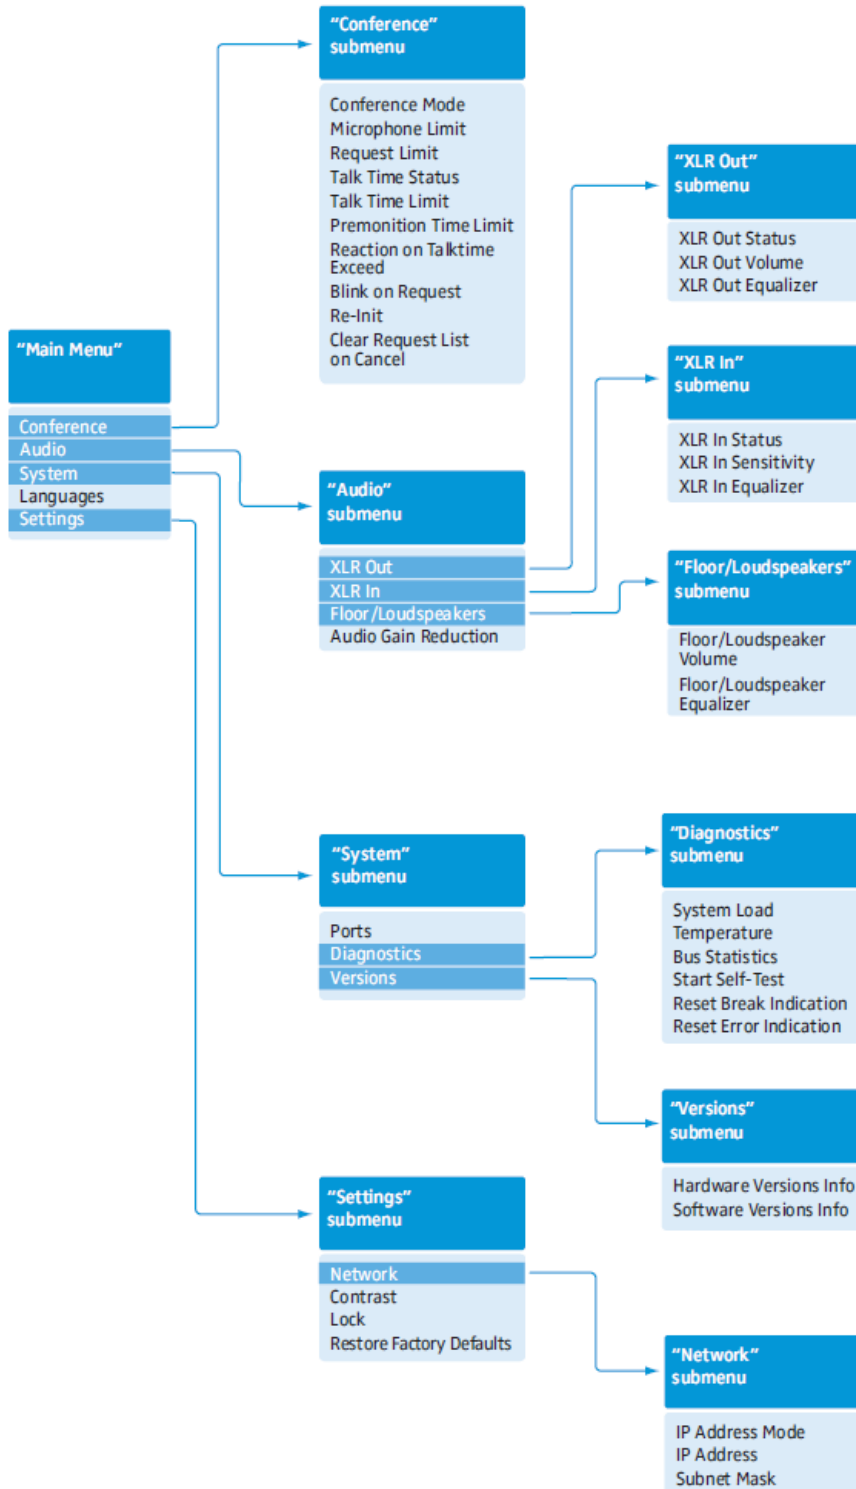 “Conference”
submenu
Conference Mode
Microphone Limit
Request Limit
Talk Time Status
Talk Time Limit
Premonition Time Limit
Reaction on Talktime
Exceed
Blink on Request
Re-Init
Clear Request List
on Cancel
“XLR Out”
submenu
XLR Out Status
XLR Out Volume
XLR Out Equalizer
“Main Menu”
Conference
Audio
System
Languages
Settings
“XLR In”
submenu
XLR In Status
XLR In Sensitivity
XLR In Equalizer
“Audio”
submenu
XLR Out
XLR In
Floor/Loudspeakers
Audio Gain Reduction
“Floor/Loudspeakers”
submenu
Floor/Loudspeaker
Volume
Floor/Loudspeaker
Equalizer
“System”
submenu
Ports
Diagnostics
Versions
“Diagnostics”
submenu
System Load
Temperature
Bus Statistics
Start Self-Test
Reset Break Indication
Reset Error Indication
“Versions”
submenu
Hardware Versions Info
Software Versions Info
“Settings”
submenu
Network
Contrast
Lock
Restore Factory Defaults
“Network”
submenu
IP Address Mode
IP Address
Subnet Mask